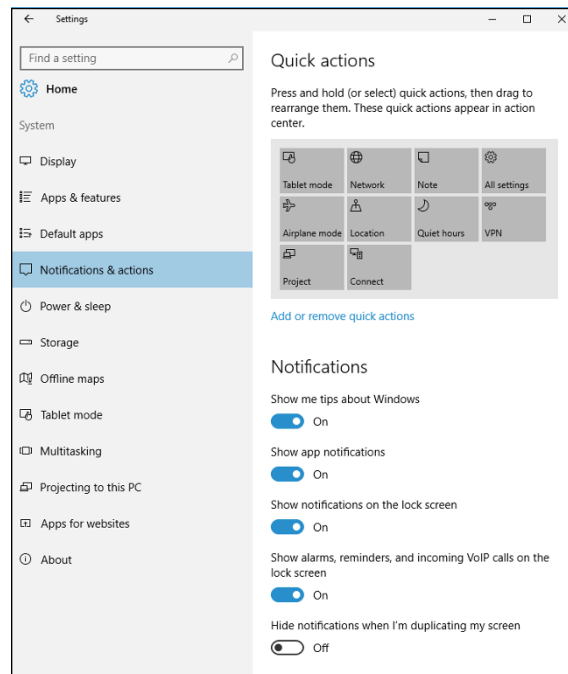 Settings
Find a setting
Home
System
Display
Apps & features
Default apps
Notifications & actions
Power & sleep
Storage
Offline maps
Tablet mode
Multitasking
Projecting to this PC
Apps for websites
About
Quick actions
Press and hold (or select) quick actions, then drag to
rearrange them. These quick actions appear in action
center.
Tablet mode Network Note All settings
Airplane mode Location Quiet hours VPN
Project Connect
Add or remove quick actions
Notifications
Show me tips about Windows
On
Show app notifications
On
Show notifications on the lock screen
On
Show alarms, reminders, and incoming VoIP calls on the
lock screen
On
Hide notifications when I'm duplicating my screen
Off